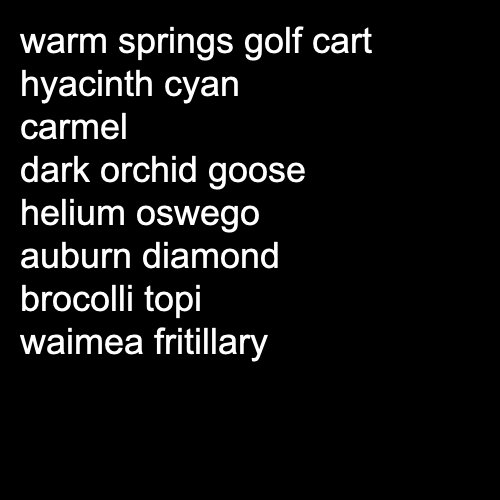 warm springs golf cart
hyacinth cyan
carmel
dark orchid goose
helium oswego
auburn diamond
brocolli topi
waimea fritillary